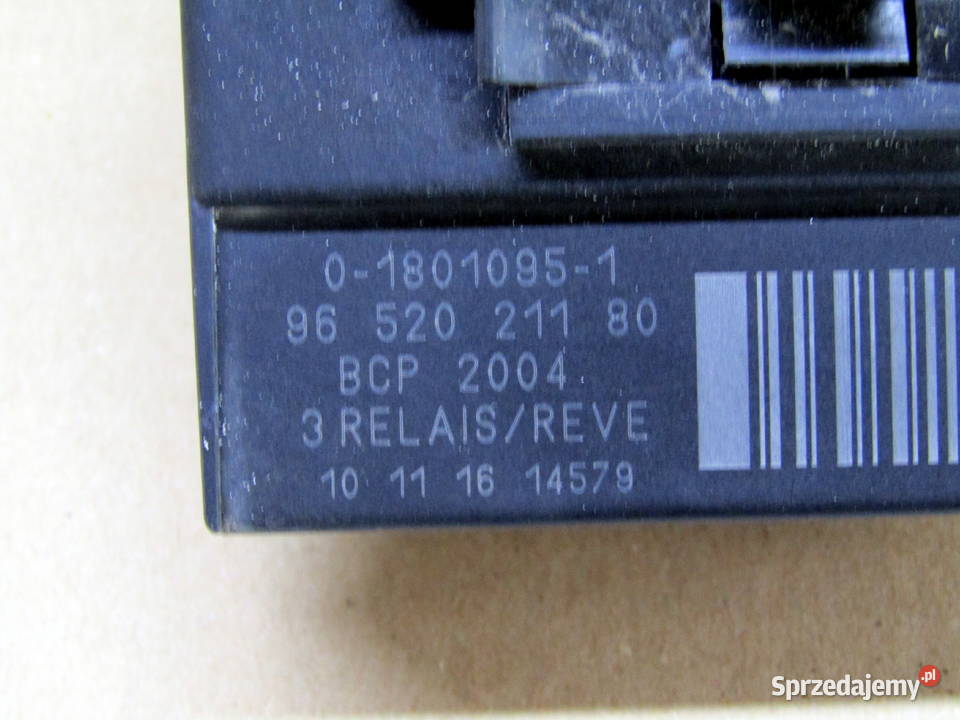 0-1801095-1
96 520 211 80
BCP 2004
3 RELAIS/REVE
10 11 16 14579
Sprzedajemy.pl